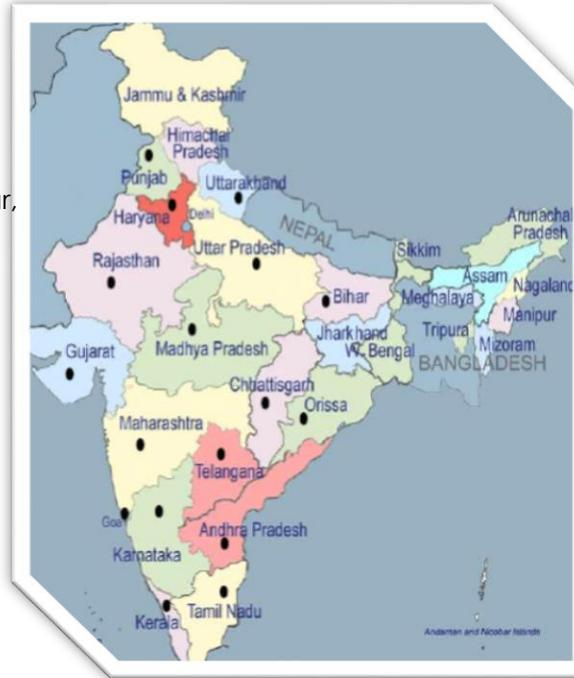 Jammu & Kashmir
Himachal
Pradesh
Punjab
Uttarakhand
ur,
Haryana
Delhi
NEPAL
Arunachal
Pradesh
Uttar Pradesh
Sikkim
Rajasthan
Assam
Nagaland
Bihar
Meghalaya
Manipur
Jharkhand
Tripura
Mizoram
Gujarat
Madhya Pradesh
W. Bengal
BANGLADESH
Chhattisgarh
Orissa
Maharashtra
Telangana
Goa
Andhra Pradesh
Karnataka
Kerala
Tamil Nadu
Andaman and Nicobar Islands